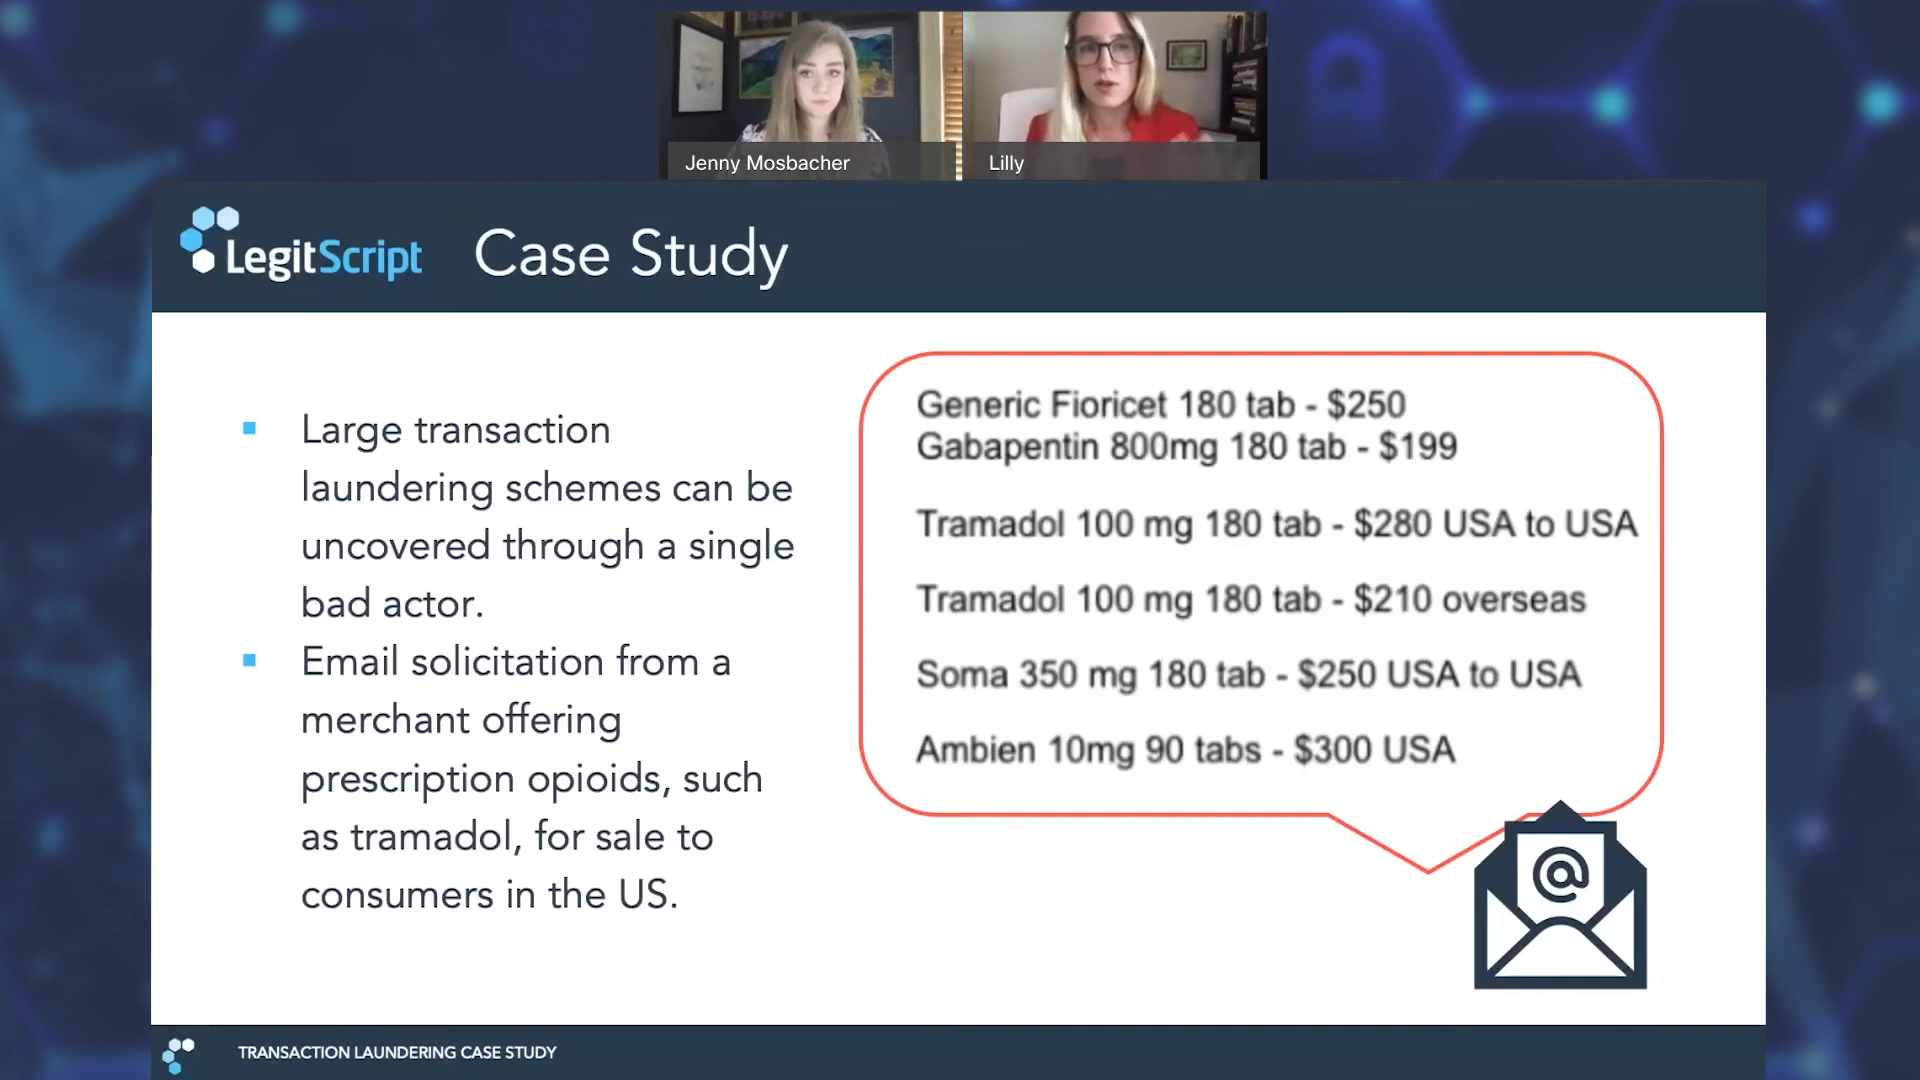 Jenny Mosbacher
Lilly
LegitScript
Case Study
Large transaction
laundering schemes can be
uncovered through a single
bad actor.
Email solicitation from a
merchant offering
prescription opioids, such
as tramadol, for sale to
consumers in the US.
Generic Fioricet 180 tab - $250
Gabapentin 800mg 180 tab - $199
Tramadol 100 mg 180 tab - $280 USA to USA
Tramadol 100 mg 180 tab - $210 overseas
Soma 350 mg 180 tab - $250 USA to USA
Ambien 10mg 90 tabs - $300 USA
@
TRANSACTION LAUNDERING CASE STUDY